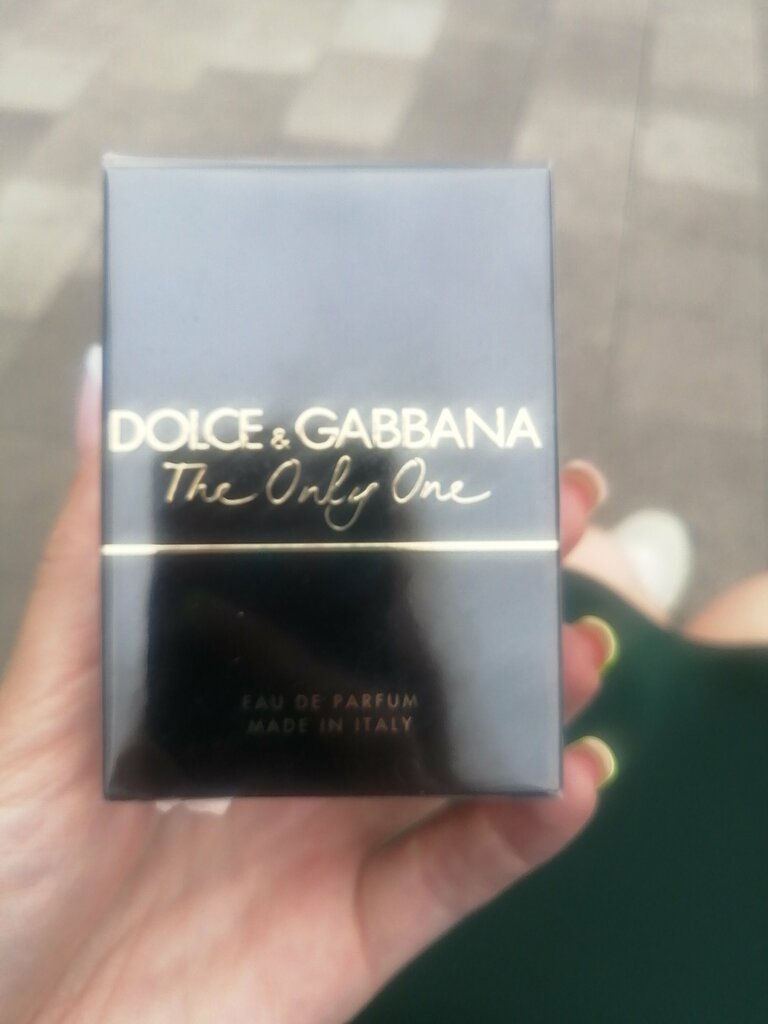 DOLCE & GABBANA
The Only One
EAU DE PARFUM
MADE IN ITALY